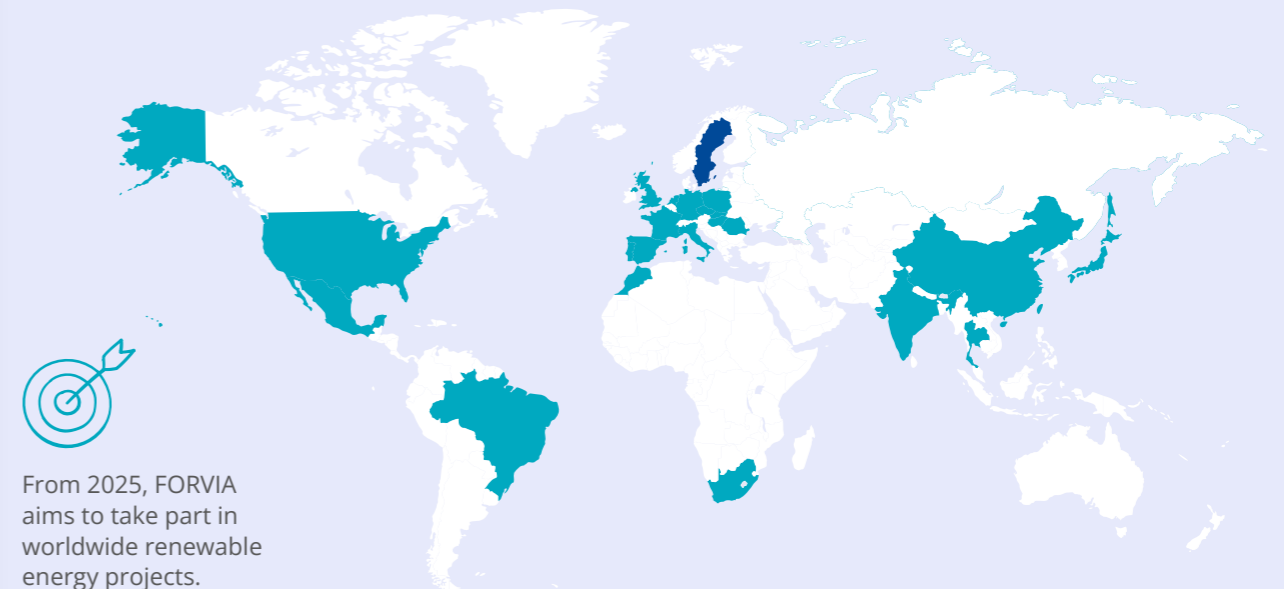 From 2025, FORVIA
aims to take part in
worldwide renewable
energy projects.